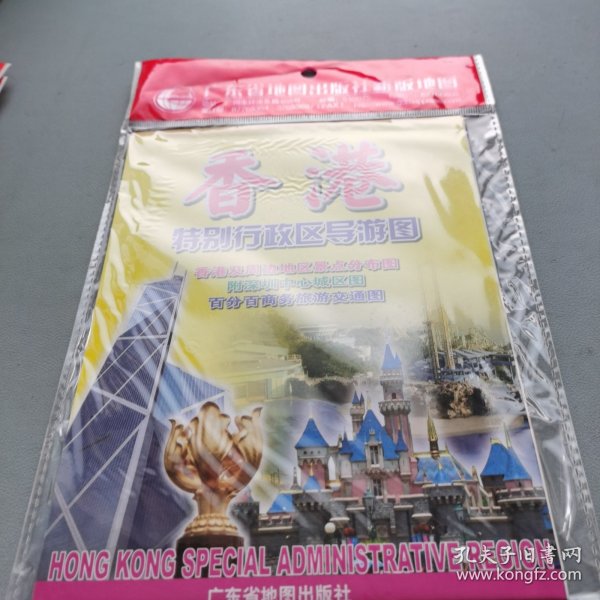 广东省地图出版社新版地图
香港
特别行政区导游图
香港及周边地区景点分布图
附深圳中心城区图
百分百商务旅游交通图
HONG KONG SPECIAL ADMINISTRATIVE REGION
广东省地图出版社
孔夫子旧书网
www.kongfz.com